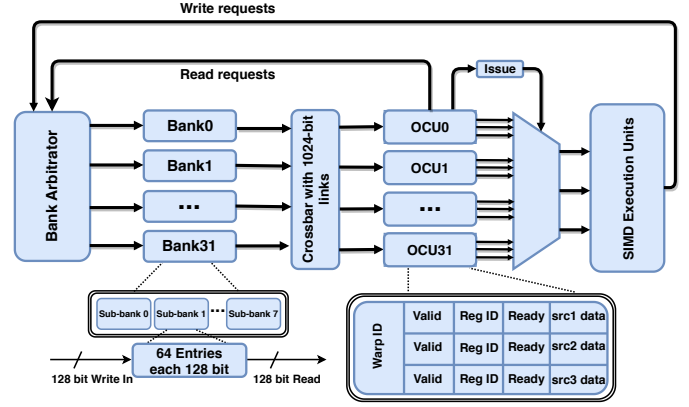 Write requests
Read requests
Issue
Bank Arbitrator
Bank0
Bank1
...
Bank31
Crossbar with 1024-bit
links
OCU0
OCU1
...
OCU31
SIMD Execution Units
Sub-bank 0
Sub-bank 1
...
Sub-bank 7
128 bit Write In
64 Entries
each 128 bit
128 bit Read
Warp ID
Valid Reg ID Ready src1 data
Valid Reg ID Ready src2 data
Valid Reg ID Ready src3 data